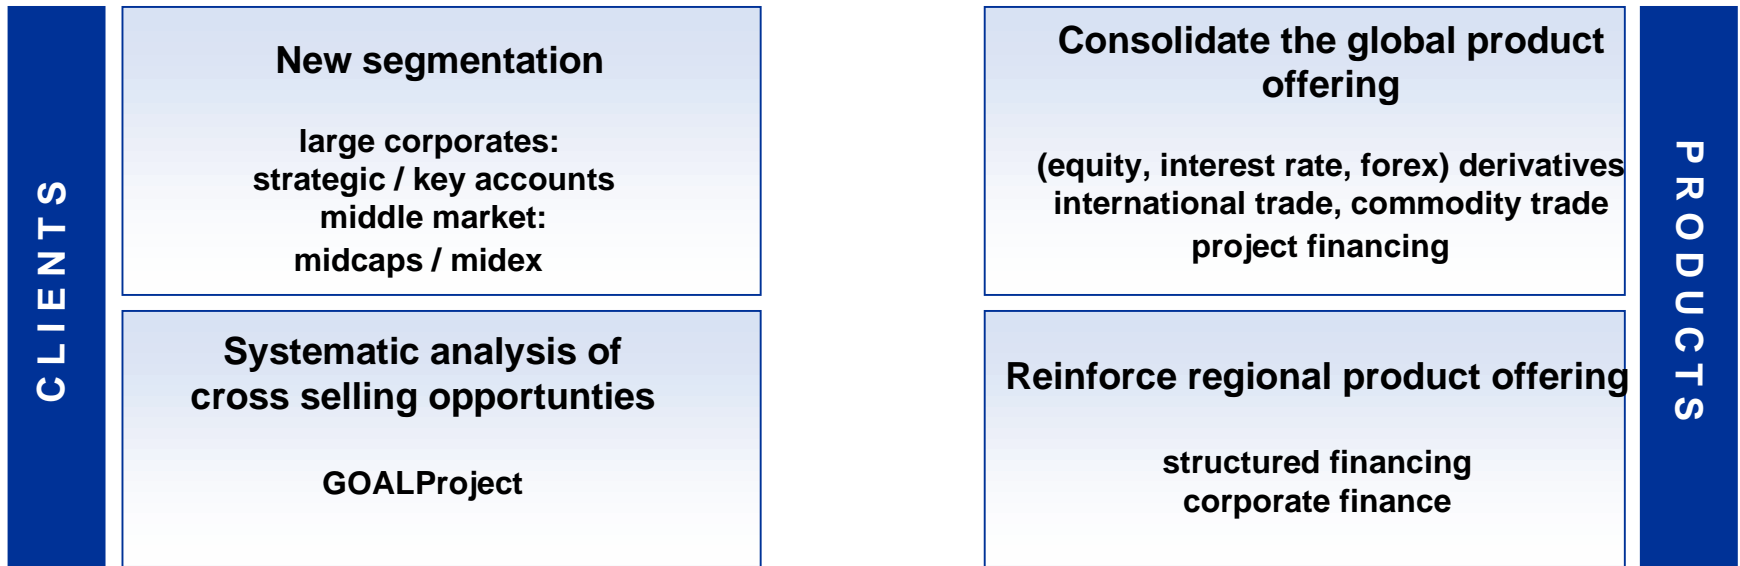 CLIENTS
New segmentation
large corporates:
strategic / key accounts
middle market:
midcaps / midex
Systematic analysis of
cross selling opportunties
GOALProject
Consolidate the global product
offering
(equity, interest rate, forex) derivatives
international trade, commodity trade
project financing
Reinforce regional product offering
structured financing
corporate finance
PRODUCTS